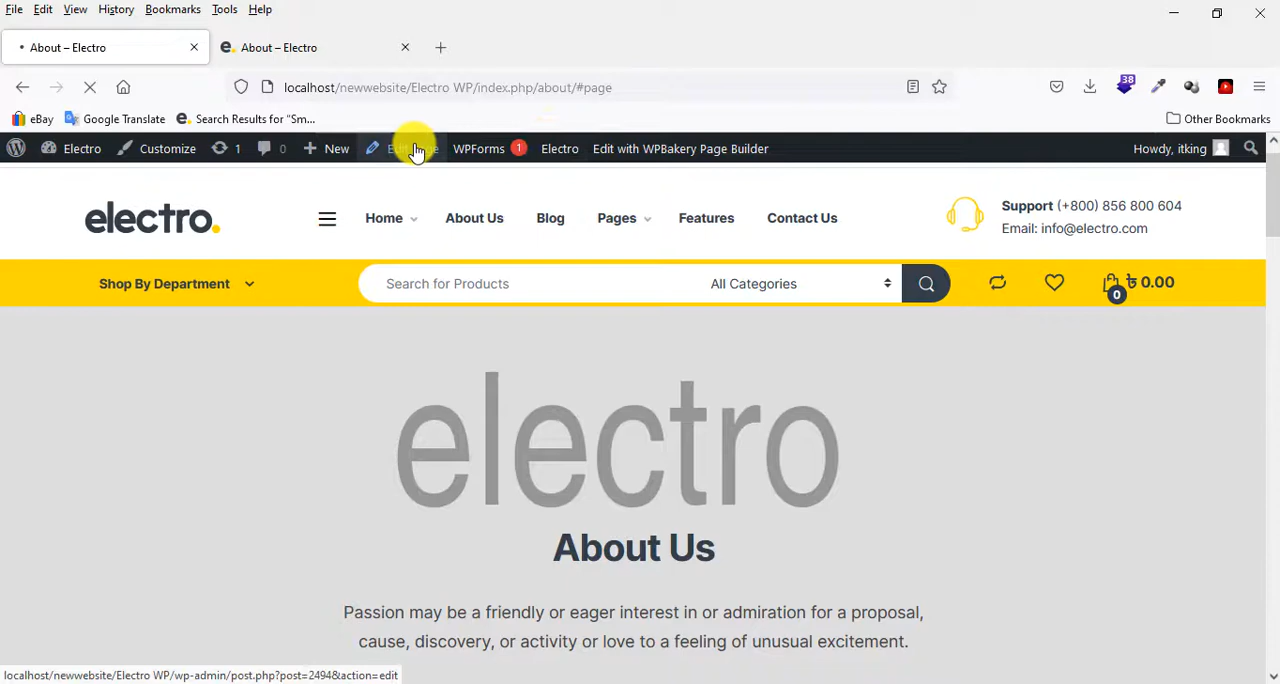 File Edit View History Bookmarks Tools Help
About – Electro
About – Electro
localhost/newwebsite/Electro WP/index.php/about/#page
38
eBay Google Translate Search Results for "Sm... Other Bookmarks
Electro Customize 1 0 New Edit Page WPForms 1 Electro Edit with WPBakery Page Builder Howdy, itking
electro.
Home About Us Blog Pages Features Contact Us
Support (+800) 856 800 604
Email: info@electro.com
Shop By Department Search for Products All Categories 0 ৳ 0.00
electro
About Us
Passion may be a friendly or eager interest in or admiration for a proposal,
cause, discovery, or activity or love to a feeling of unusual excitement.
localhost/newwebsite/Electro WP/wp-admin/post.php?post=2494&action=edit